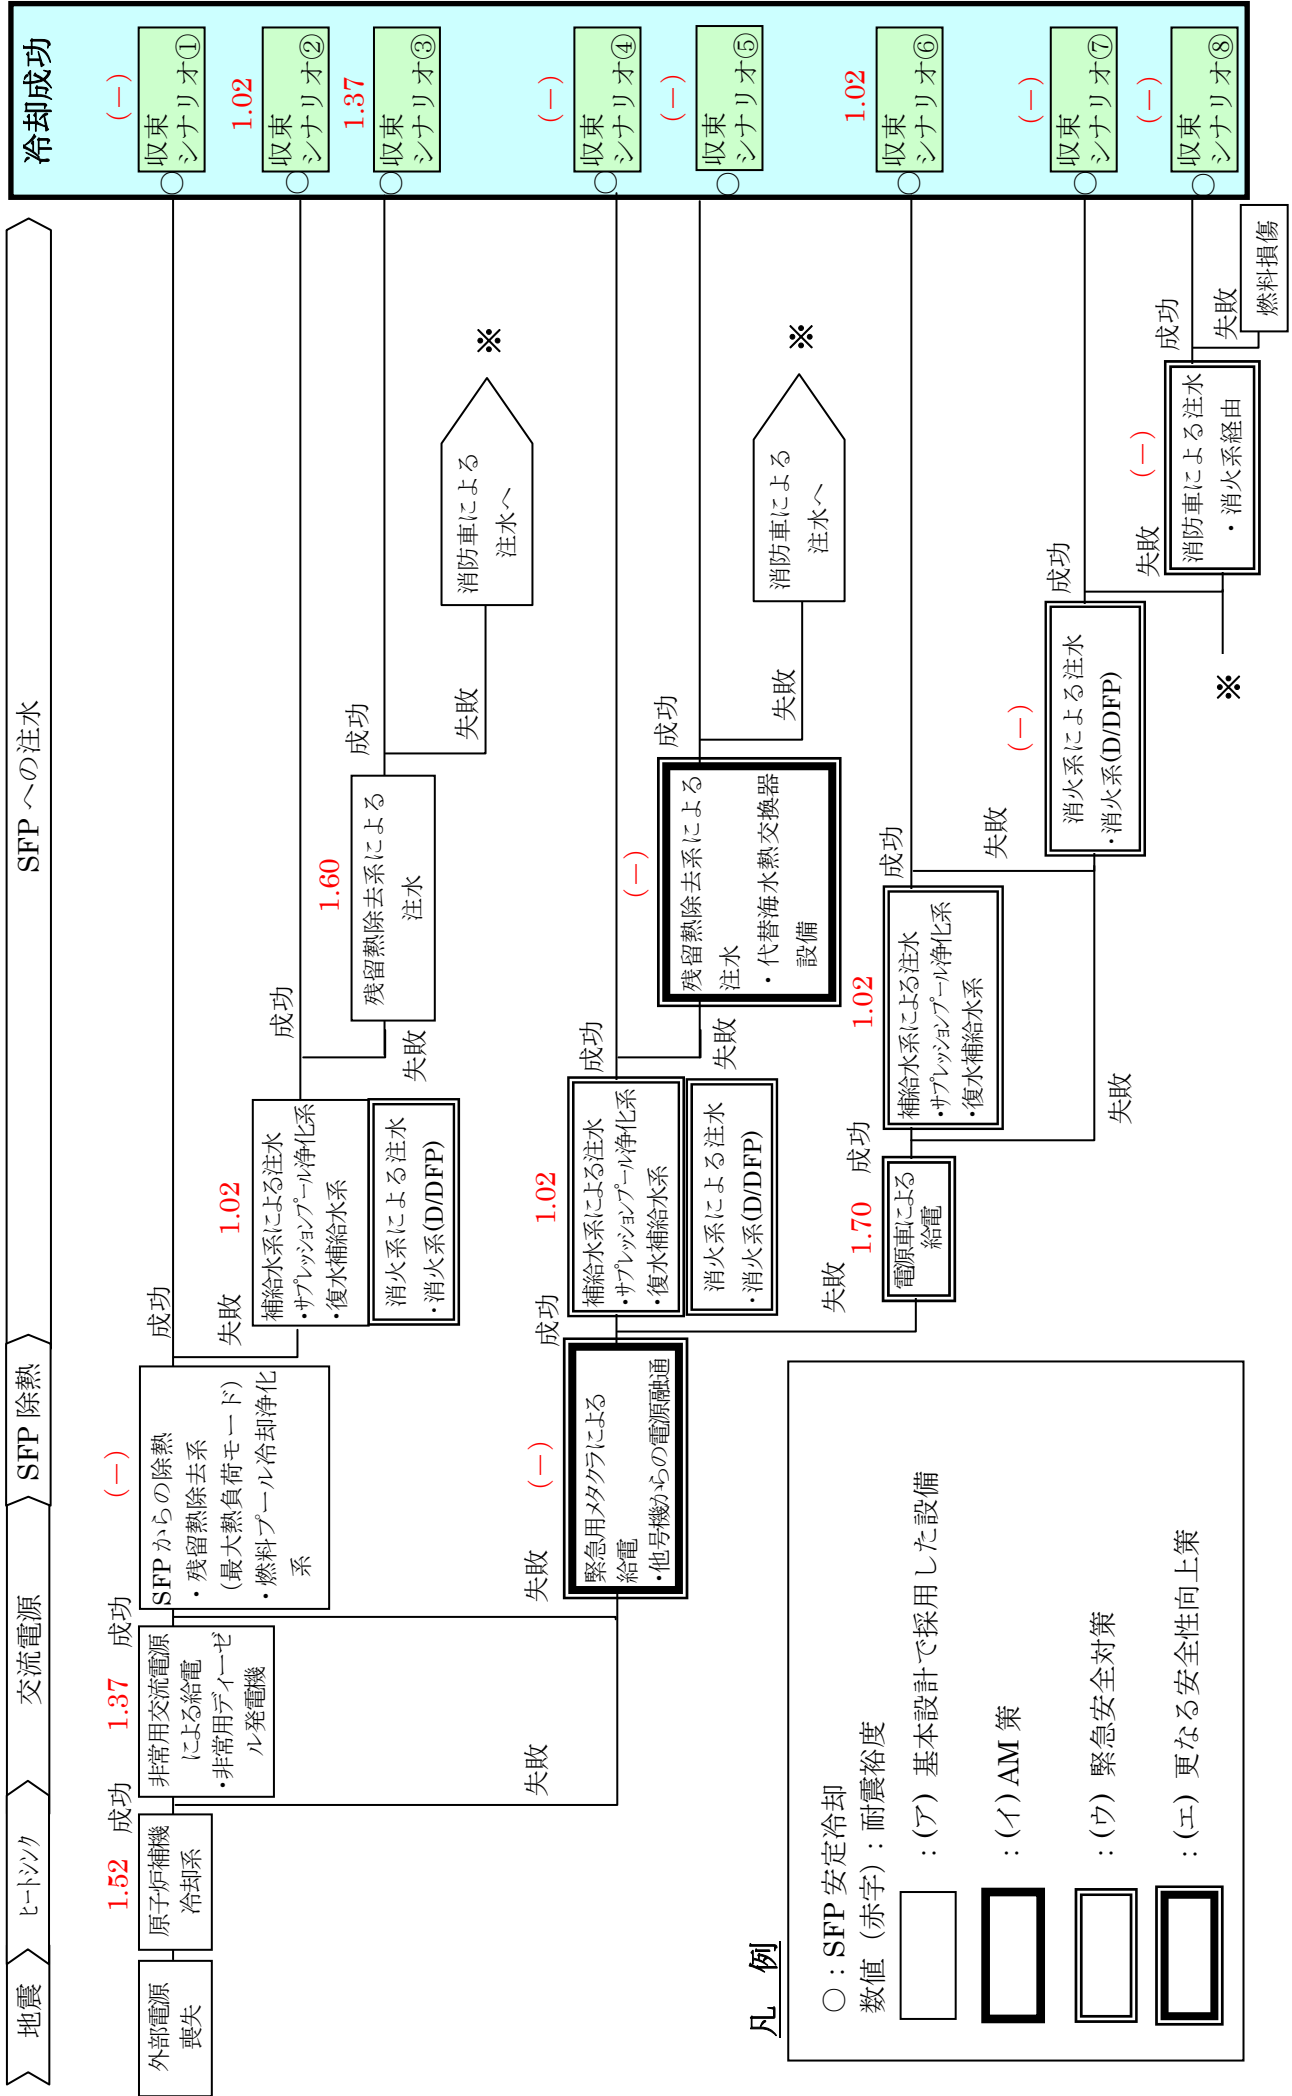 地震
ヒートシンク
交流電源
SFP 除熱
SFP への注水
冷却成功
外部電源
喪失
1.52
原子炉補機
冷却系
成功
失敗
1.37
非常用交流電源
による給電
・非常用ディーゼ
ル発電機
成功
失敗
(－)
SFP からの除熱
・残留熱除去系
(最大熱負荷モード)
・燃料プール冷却浄化
系
成功
失敗
(－)
収束
シナリオ①
1.02
補給水系による注水
・サプレッションプール浄化系
・復水補給水系
消火系による注水
・消火系(D/DFP)
成功
失敗
1.02
収束
シナリオ②
1.60
残留熱除去系による
注水
成功
失敗
1.37
収束
シナリオ③
消防車による
注水へ
※
(－)
緊急用メタクラによる
給電
・他号機からの電源融通
成功
失敗
1.02
補給水系による注水
・サプレッションプール浄化系
・復水補給水系
消火系による注水
・消火系(D/DFP)
成功
失敗
(－)
収束
シナリオ④
(－)
残留熱除去系による
注水
・代替海水熱交換器
設備
成功
失敗
(－)
収束
シナリオ⑤
消防車による
注水へ
※
1.70
電源車による
給電
成功
失敗
1.02
補給水系による注水
・サプレッションプール浄化系
・復水補給水系
成功
失敗
1.02
収束
シナリオ⑥
(－)
消火系による注水
・消火系(D/DFP)
成功
失敗
(－)
収束
シナリオ⑦
※
(－)
消防車による注水
・消火系経由
成功
失敗
(－)
収束
シナリオ⑧
燃料損傷
凡 例
○：SFP 安定冷却
数値（赤字）：耐震裕度
：(ア) 基本設計で採用した設備
：(イ) AM 策
：(ウ) 緊急安全対策
：(エ) 更なる安全性向上策